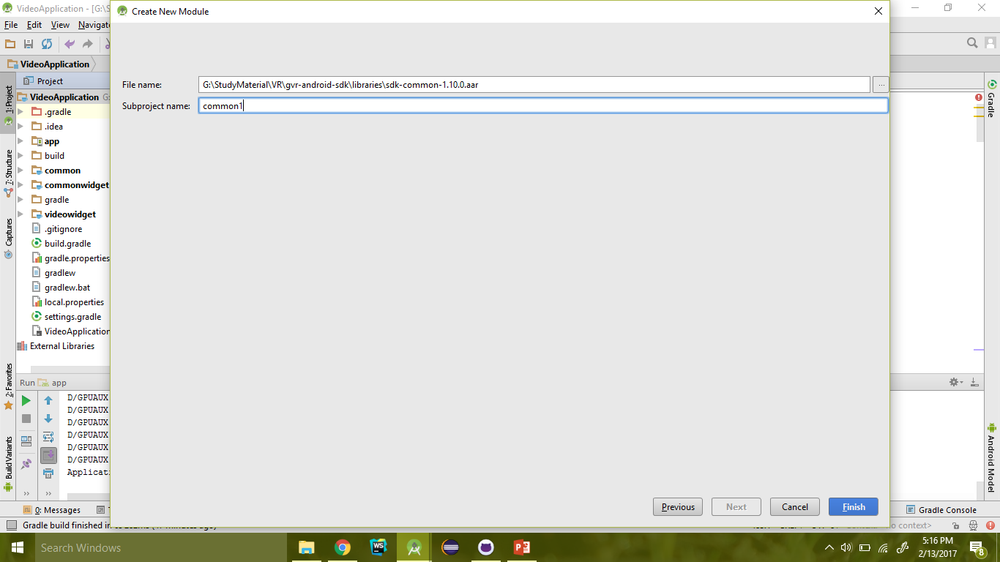 VideoApplication - [G:\S
Create New Module
File Edit View Navigat
VideoApplication
Project
1: Project
VideoApplication G:
.gradle
.idea
app
build
common
commonwidget
gradle
videowidget
.gitignore
build.gradle
gradle.properties
gradlew
gradlew.bat
local.properties
settings.gradle
VideoApplication
External Libraries
7: Structure
Captures
2: Favorites
Build Variants
File name:
G:\StudyMaterial\VR\gvr-android-sdk\libraries\sdk-common-1.10.0.aar
...
Subproject name:
common1
Gradle
Android Model
Run app
D/GPUAUX
D/GPUAUX
D/GPUAUX
D/GPUAUX
D/GPUAUX
D/GPUAUX
Applicati
Previous
Next
Cancel
Finish
0: Messages
Gradle Console
Gradle build finished in
o context>
Search Windows
WS
5:16 PM
2/13/2017
8